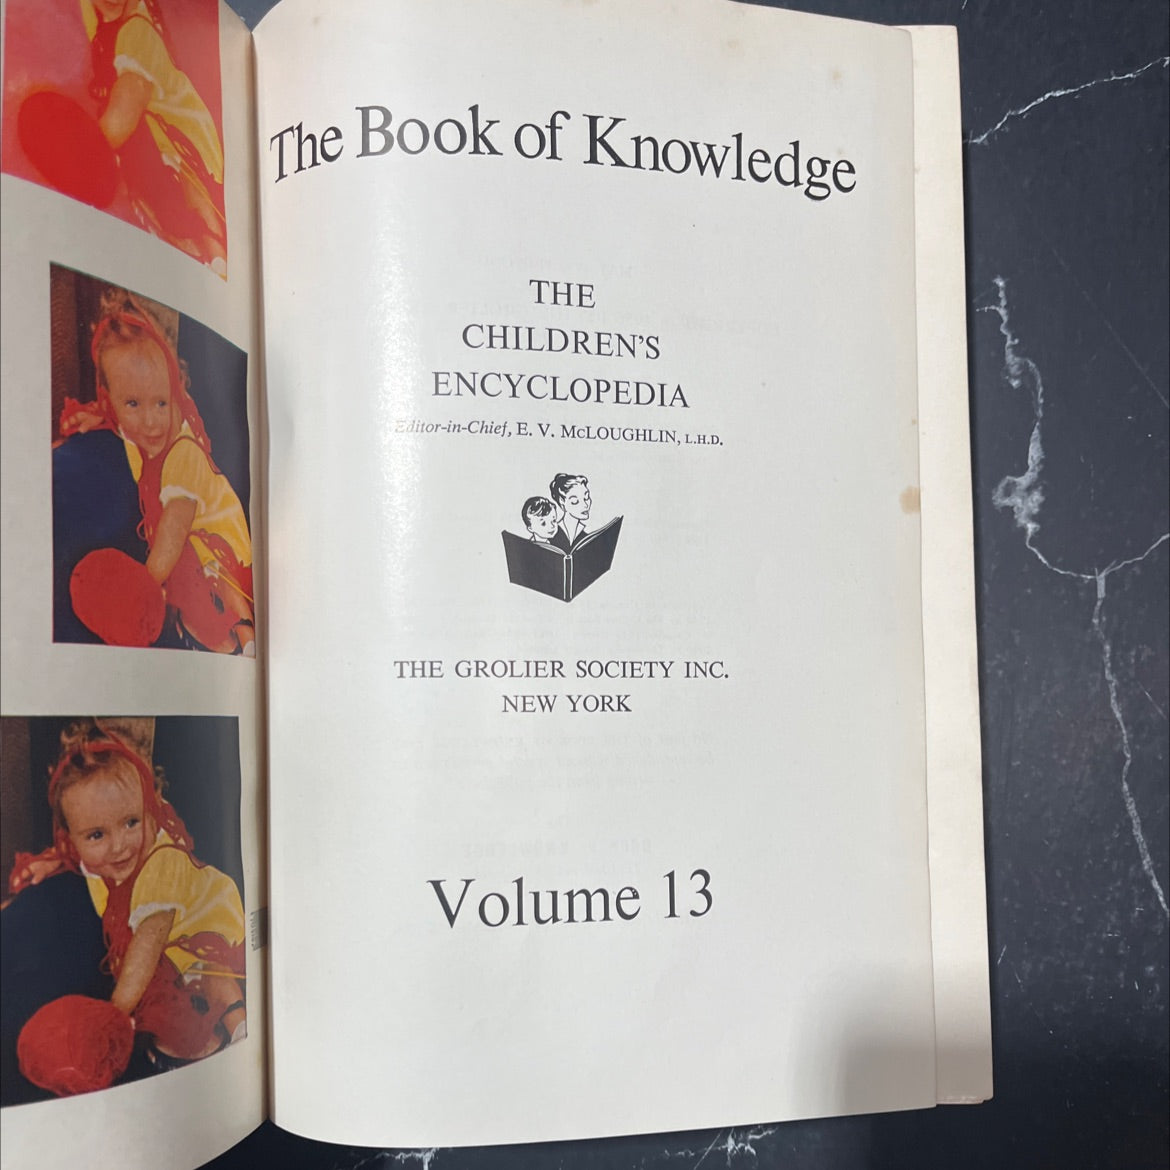 The Book of Knowledge
THE
CHILDREN'S
ENCYCLOPEDIA
Editor-in-Chief, E. V. McLOUGHLIN, L.H.D.
THE GROLIER SOCIETY INC.
NEW YORK
Volume 13